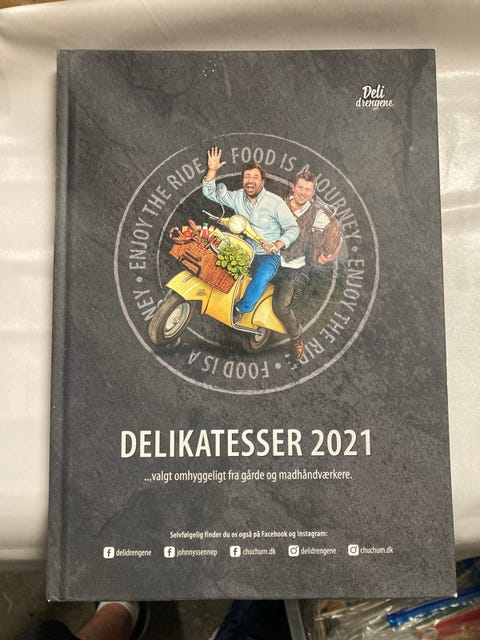 Deli
drengene
ENJOY THE RIDE • FOOD IS A JOURNEY • ENJOY THE RIDE • FOOD IS A JOURNEY •
DELIKATESSER 2021
...valgt omhyggeligt fra gårde og madhåndværkere.
Selvfølgelig finder du os også på Facebook og Instagram:
delidrengene johnnyssennep chuchum.dk delidrengene chuchum.dk